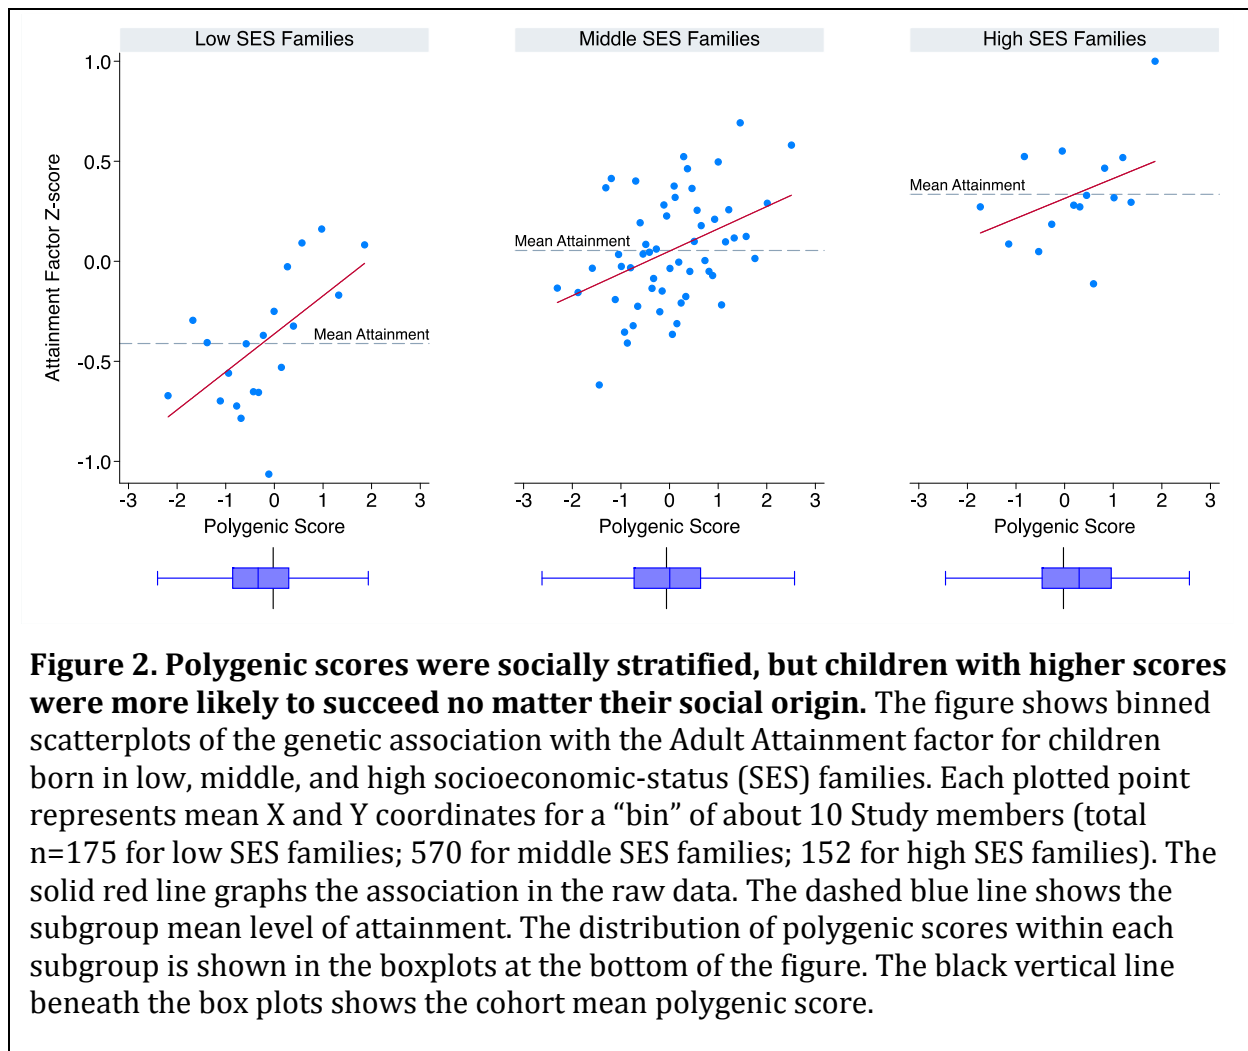 Low SES Families
Middle SES Families
High SES Families
1.0
0.5
0.0
-0.5
-1.0
Attainment Factor Z-score
Mean Attainment
Mean Attainment
Mean Attainment
-3 -2 -1 0 1 2 3
-3 -2 -1 0 1 2 3
-3 -2 -1 0 1 2 3
Polygenic Score
Polygenic Score
Polygenic Score
Figure 2. Polygenic scores were socially stratified, but children with higher scores
were more likely to succeed no matter their social origin. The figure shows binned
scatterplots of the genetic association with the Adult Attainment factor for children
born in low, middle, and high socioeconomic-status (SES) families. Each plotted point
represents mean X and Y coordinates for a “bin” of about 10 Study members (total
n=175 for low SES families; 570 for middle SES families; 152 for high SES families). The
solid red line graphs the association in the raw data. The dashed blue line shows the
subgroup mean level of attainment. The distribution of polygenic scores within each
subgroup is shown in the boxplots at the bottom of the figure. The black vertical line
beneath the box plots shows the cohort mean polygenic score.